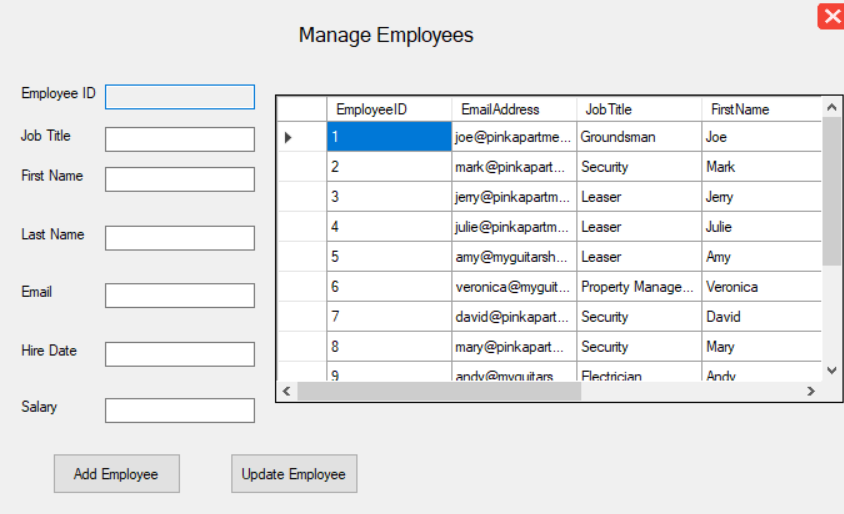 Manage Employees
Employee ID
Job Title
First Name
Last Name
Email
Hire Date
Salary
EmployeeID EmailAddress JobTitle FirstName
1 joe@pinkapartme... Groundsman Joe
2 mark@pinkapart... Security Mark
3 jerry@pinkapartm... Leaser Jerry
4 julie@pinkapartm... Leaser Julie
5 amy@myguitarsh... Leaser Amy
6 veronica@myguit... Property Manage... Veronica
7 david@pinkapart... Security David
8 mary@pinkapart... Security Mary
9 andy@myguitars... Electrician Andy
Add Employee Update Employee